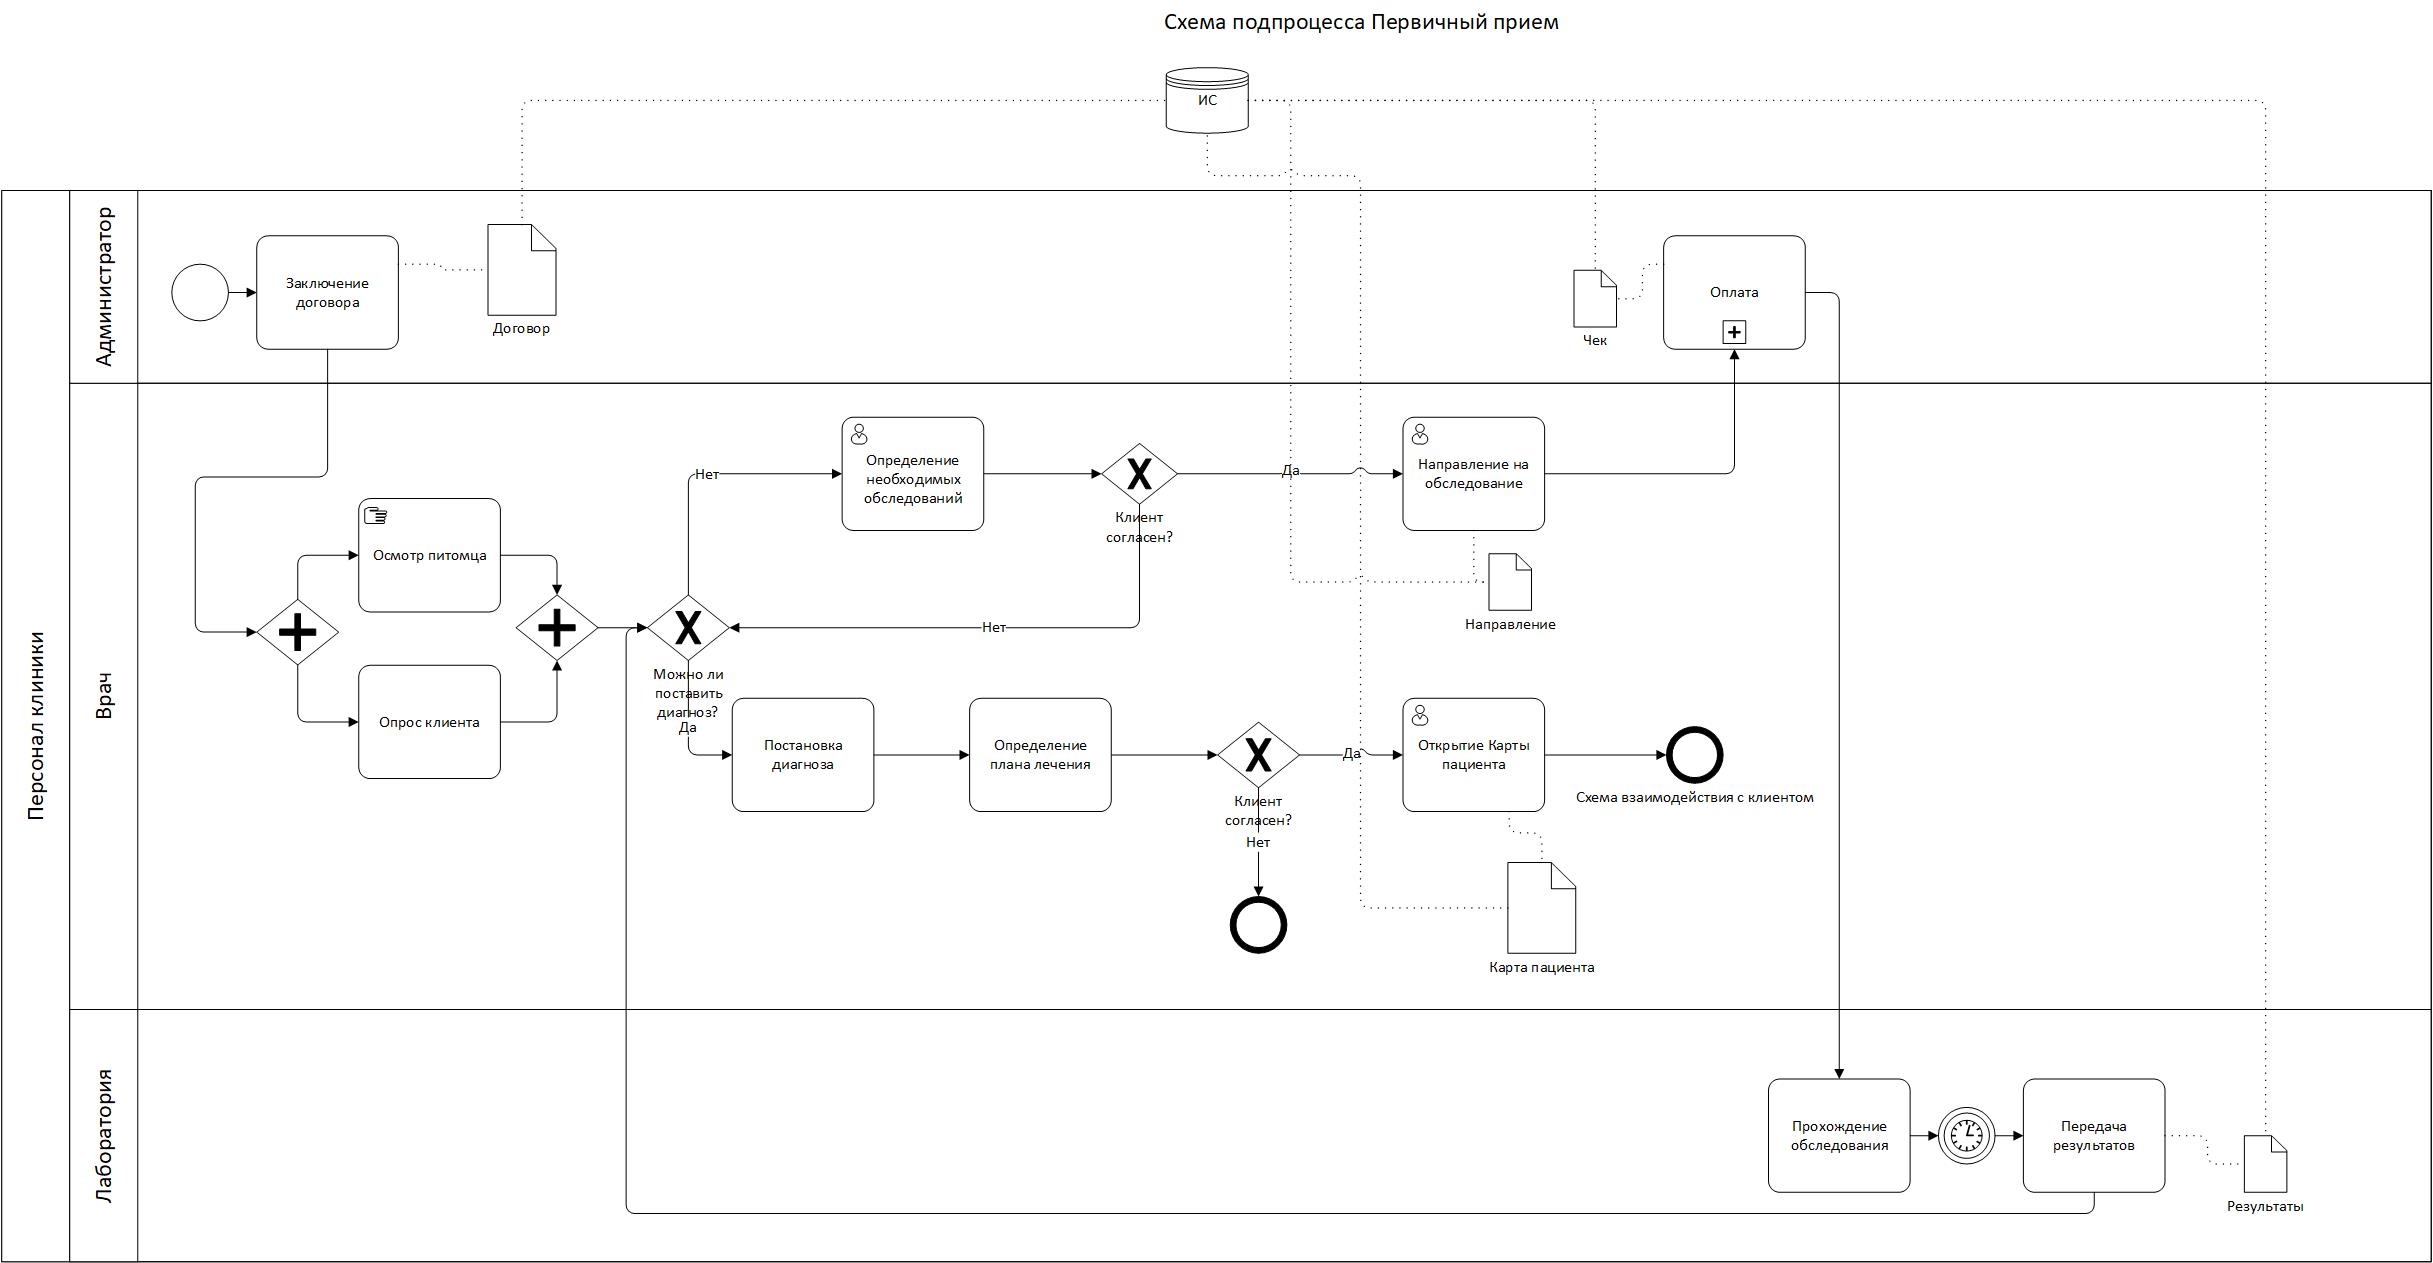 Схема подпроцесса Первичный прием
ИС
Персонал клиники
Администратор
Заключение
договора
Договор
Чек
Оплата
Врач
Осмотр питомца
Опрос клиента
Можно ли
поставить
диагноз?
Нет
Да
Определение
необходимых
обследований
Клиент
согласен?
Да
Нет
Направление на
обследование
Направление
Постановка
диагноза
Определение
плана лечения
Клиент
согласен?
Да
Нет
Открытие Карты
пациента
Схема взаимодействия с клиентом
Карта пациента
Лаборатория
Прохождение
обследования
Передача
результатов
Результаты